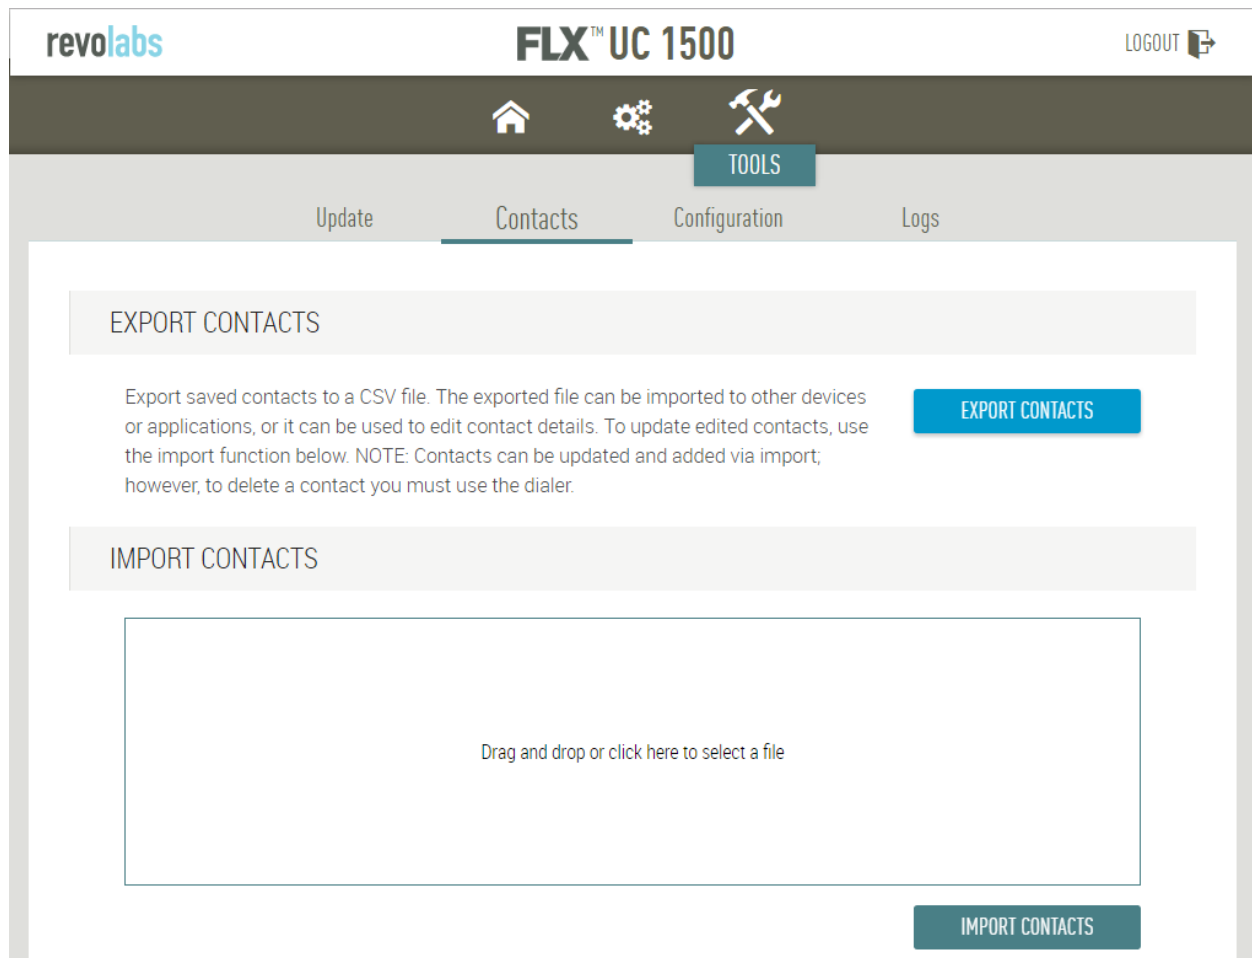 revolabs
FLX™ UC 1500
LOGOUT
TOOLS
Update
Contacts
Configuration
Logs
EXPORT CONTACTS
Export saved contacts to a CSV file. The exported file can be imported to other devices
or applications, or it can be used to edit contact details. To update edited contacts, use
the import function below. NOTE: Contacts can be updated and added via import;
however, to delete a contact you must use the dialer.
EXPORT CONTACTS
IMPORT CONTACTS
Drag and drop or click here to select a file
IMPORT CONTACTS